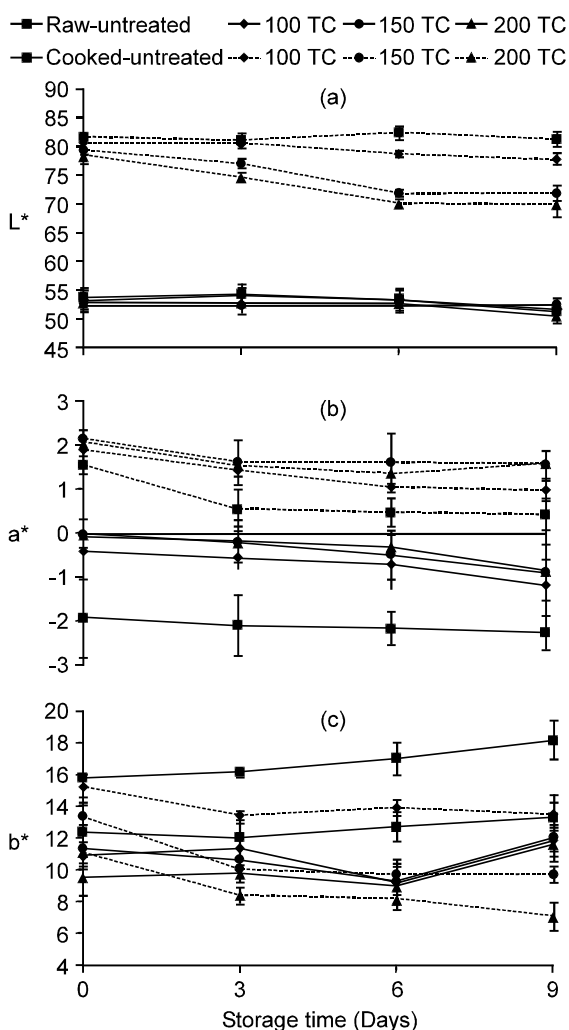 Raw-untreated 100 TC 150 TC 200 TC
Cooked-untreated 100 TC 150 TC 200 TC
(a)
90
85
80
75
70
65
60
55
50
45
L*
(b)
3
2
1
0
-1
-2
-3
a*
(c)
20
18
16
14
12
10
8
6
4
b*
0 3 6 9
Storage time (Days)